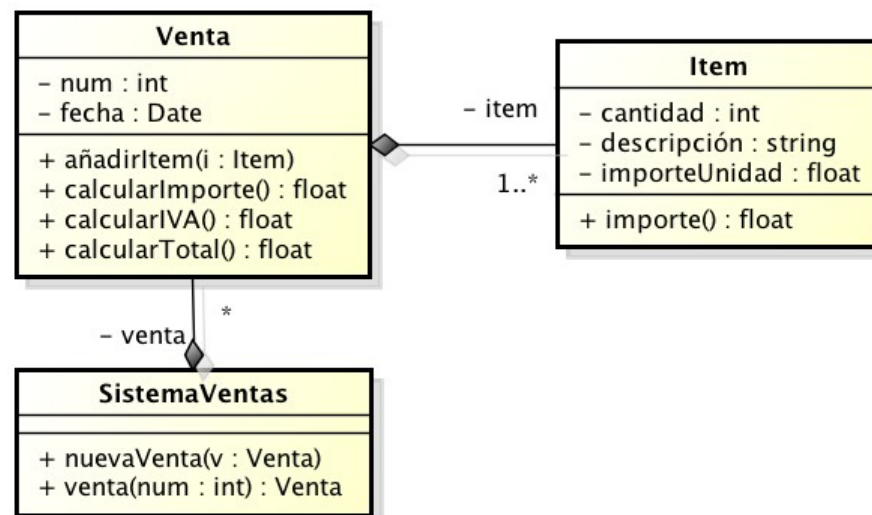 Venta
– num : int
– fecha : Date
+ añadirItem(i : Item)
+ calcularImporte() : float
+ calcularIVA() : float
+ calcularTotal() : float
– item
1..*
Item
– cantidad : int
– descripción : string
– importeUnidad : float
+ importe() : float
*
– venta
SistemaVentas
+ nuevaVenta(v : Venta)
+ venta(num : int) : Venta